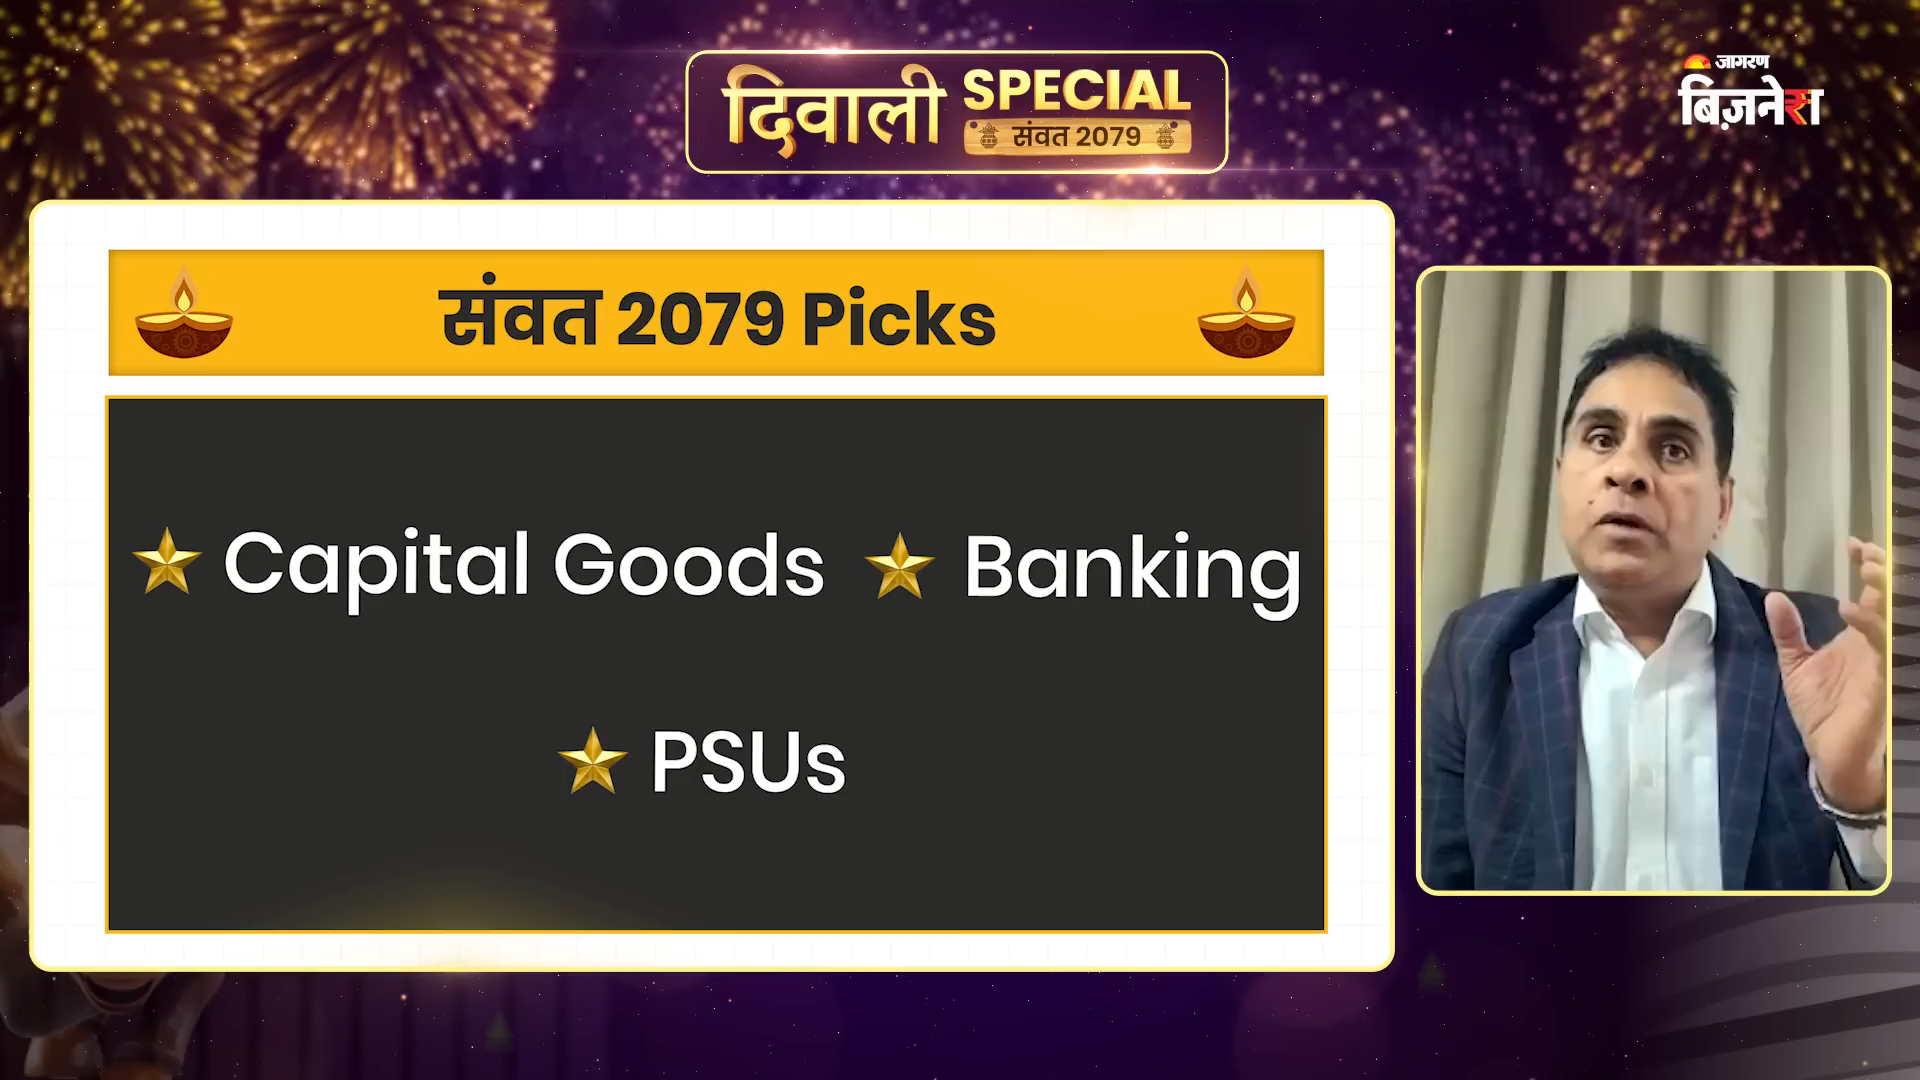 दिवाली SPECIAL
संवत 2079
जागरण
बिज़नेस
संवत 2079 Picks
Capital Goods Banking
PSUs